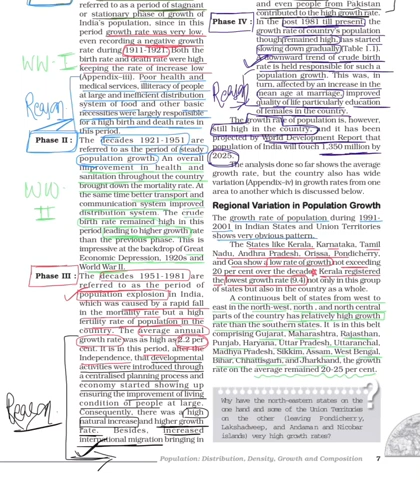 referred to as a period of stagnant
or stationary phase of growth of
India's population, since in this
period growth rate was very low,
even recording a negative growth
rate during 1911-1921. Both the
birth rate and death rate were high
keeping the rate of increase low
(Appendix-iii). Poor health and
medical services, illiteracy of people
at large and inefficient distribution
system of food and other basic
necessities were largely responsible
for a high birth and death rates in
this period.
Phase II : The decades 1921-1951 are
referred to as the period of steady
population growth. An overall
improvement in health and
sanitation throughout the country
brought down the mortality rate. At
the same time better transport and
communication system improved
distribution system. The crude
birth rate remained high in this
period leading to higher growth rate
than the previous phase. This is
impressive at the backdrop of Great
Economic Depression, 1920s and
World War II.
Phase III : The decades 1951-1981 are
referred to as the period of
population explosion in India,
which was caused by a rapid fall
in the mortality rate but a high
fertility rate of population in the
country. The average annual
growth rate was as high as 2.2 per
cent. It is in this period, after the
Independence, that developmental
activities were introduced through
a centralised planning process and
economy started showing up
ensuring the improvement of living
condition of people at large.
Consequently, there was a high
natural increase and higher growth
rate. Besides, increased
international migration bringing in
WW-I
Reason
WW-
II
Reason
and even people from Pakistan
contributed to the high growth rate.
Phase IV : In the post 1981 till present, the
growth rate of country's population
though remained high, has started
slowing down gradually (Table 1.1).
A downward trend of crude birth
rate is held responsible for such a
population growth. This was, in
turn, affected by an increase in the
mean age at marriage, improved
quality of life particularly education
of females in the country.
Reason
The growth rate of population is, however,
still high in the country, and it has been
projected by World Development Report that
population of India will touch 1,350 million by
2025.
The analysis done so far shows the average
growth rate, but the country also has wide
variation (Appendix-iv) in growth rates from one
area to another which is discussed below.
Regional Variation in Population Growth
The growth rate of population during 1991-
2001 in Indian States and Union Territories
shows very obvious pattern.
The States like Kerala, Karnataka, Tamil
Nadu, Andhra Pradesh, Orissa, Pondicherry,
and Goa show a low rate of growth not exceeding
20 per cent over the decade. Kerala registered
the lowest growth rate (9.4) not only in this group
of states but also in the country as a whole.
A continuous belt of states from west to
east in the north-west, north, and north central
parts of the country has relatively high growth
rate than the southern states. It is in this belt
comprising Gujarat, Maharashtra, Rajasthan,
Punjab, Haryana, Uttar Pradesh, Uttaranchal,
Madhya Pradesh, Sikkim, Assam, West Bengal,
Bihar, Chhattisgarh, and Jharkhand, the growth
rate on the average remained 20-25 per cent.
Why have the north-eastern states on the
one hand and some of the Union Territories
on the other (leaving Pondicherry,
Lakshadweep, and Andaman and Nicobar
islands) very high growth rates?
Population: Distribution, Density, Growth and Composition 7